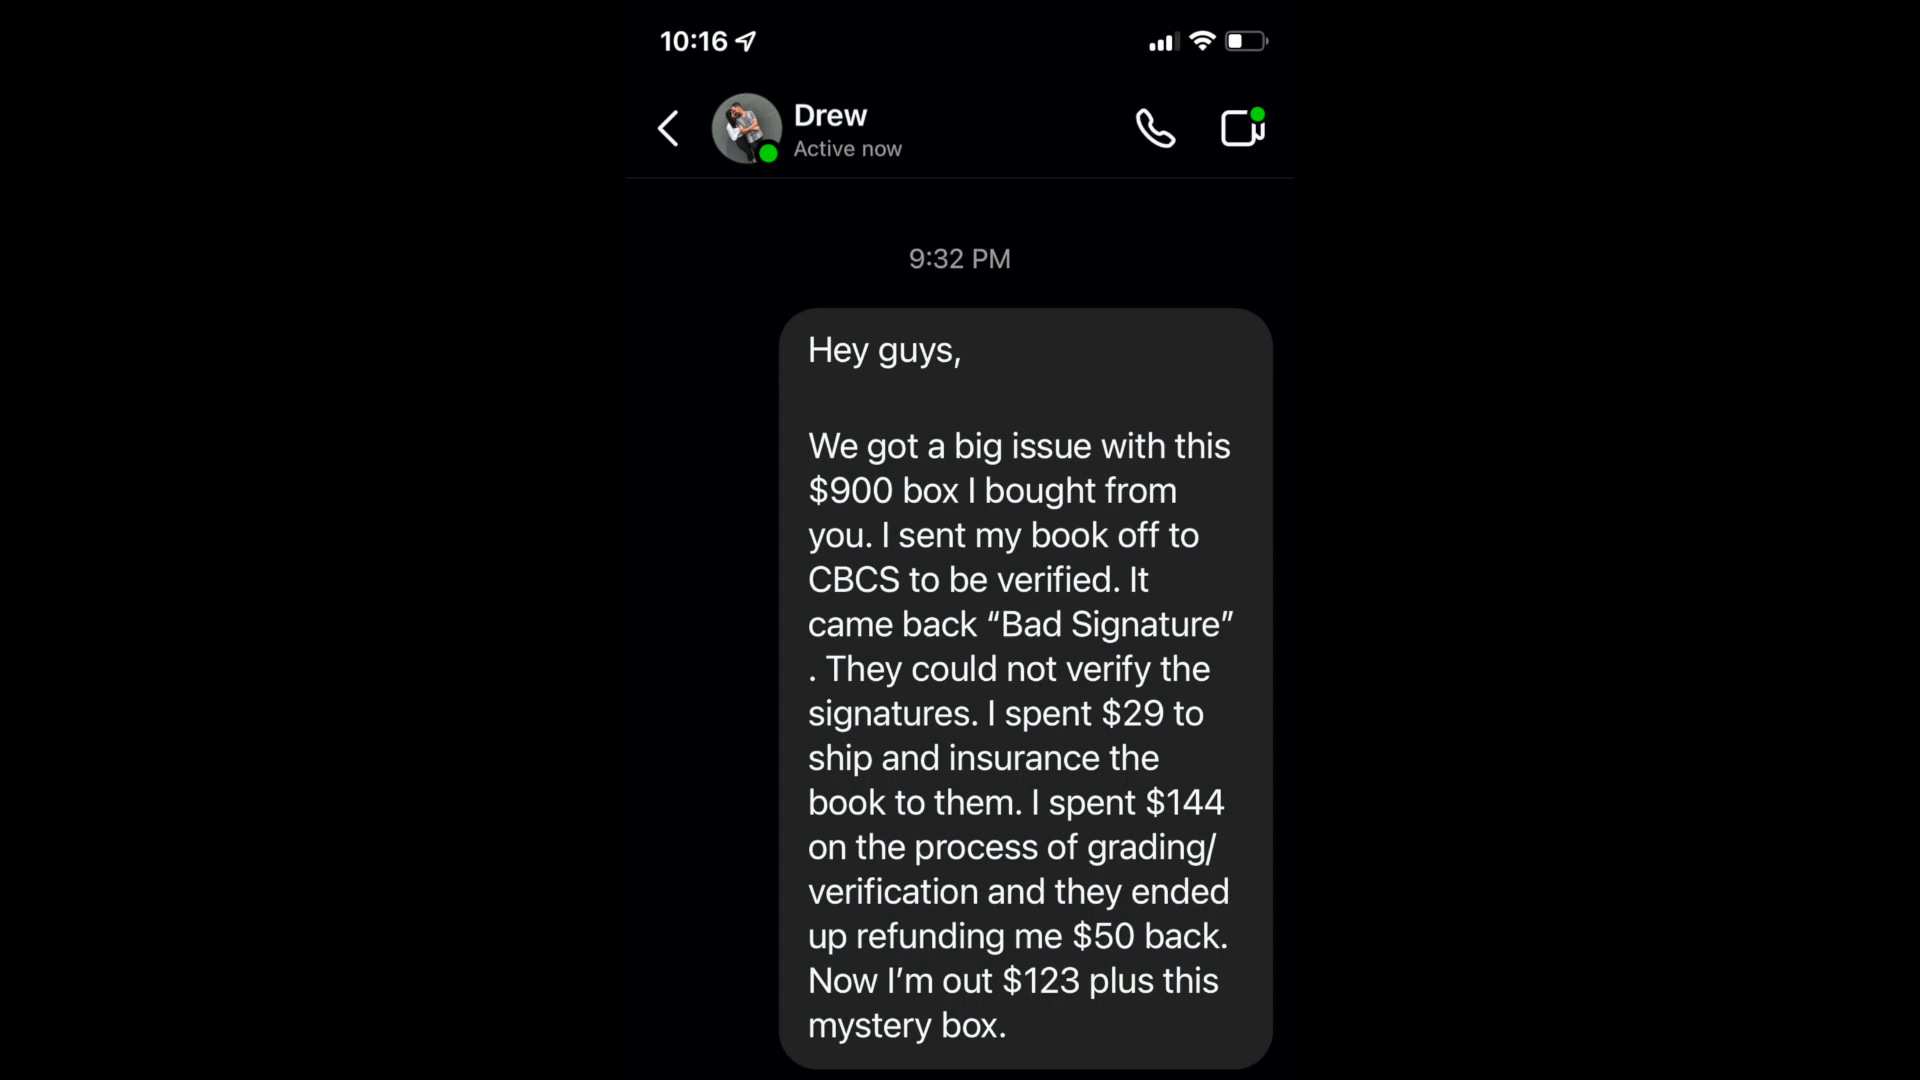 10:16
Drew
Active now
9:32 PM
Hey guys,
We got a big issue with this
$900 box I bought from
you. I sent my book off to
CBCS to be verified. It
came back “Bad Signature”
. They could not verify the
signatures. I spent $29 to
ship and insurance the
book to them. I spent $144
on the process of grading/
verification and they ended
up refunding me $50 back.
Now I’m out $123 plus this
mystery box.